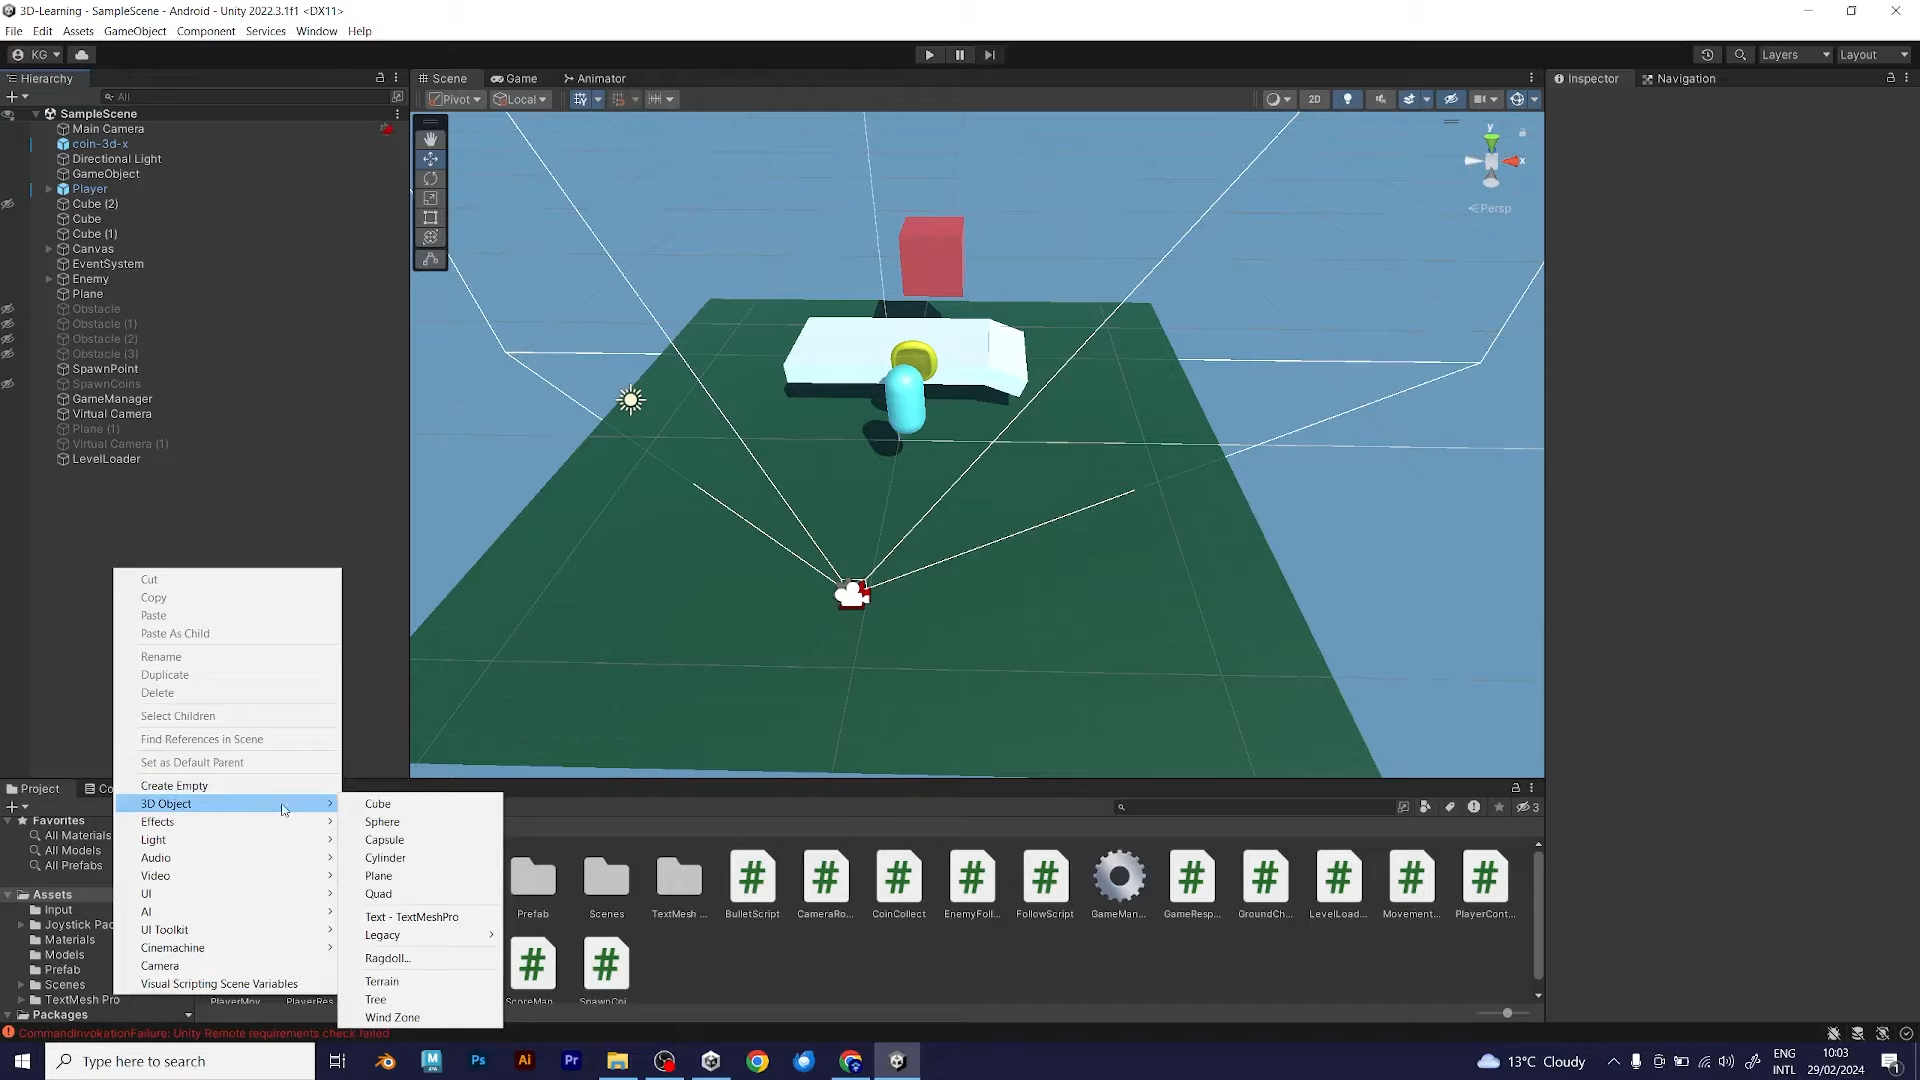 3D-Learning - SampleScene - Android - Unity 2022.3.1f1 <DX11>
File Edit Assets GameObject Component Services Window Help
KG
Layers Layout
Hierarchy
All
SampleScene
Main Camera
coin-3d-x
Directional Light
GameObject
Player
Cube (2)
Cube
Cube (1)
Canvas
EventSystem
Enemy
Plane
Obstacle
Obstacle (1)
Obstacle (2)
Obstacle (3)
SpawnPoint
SpawnCoins
GameManager
Virtual Camera
Plane (1)
Virtual Camera (1)
LevelLoader
Scene Game Animator
Pivot Local 2D
y
x
Persp
Inspector Navigation
Cut
Copy
Paste
Paste As Child
Rename
Duplicate
Delete
Select Children
Find References in Scene
Set as Default Parent
Create Empty
3D Object
Effects
Light
Audio
Video
UI
AI
UI Toolkit
Cinemachine
Camera
Visual Scripting Scene Variables
Cube
Sphere
Capsule
Cylinder
Plane
Quad
Text - TextMeshPro
Legacy
Ragdoll...
Terrain
Tree
Wind Zone
Project Co
Favorites
All Materials
All Models
All Prefabs
Assets
Input
Joystick Pac
Materials
Models
Prefab
Scenes
TextMesh Pro
Packages
3
Prefab Scenes TextMesh ... BulletScript CameraRo... CoinCollect EnemyFoll... FollowScript GameMan... GameResp... GroundCh... LevelLoad... Movement... PlayerCont...
PlayerMov PlayerRes ScoreMan SpawnCoi
CommandInvokationFailure: Unity Remote requirements check failed
Type here to search
Ps Ai Pr
13°C Cloudy
ENG
INTL
10:03
29/02/2024
1